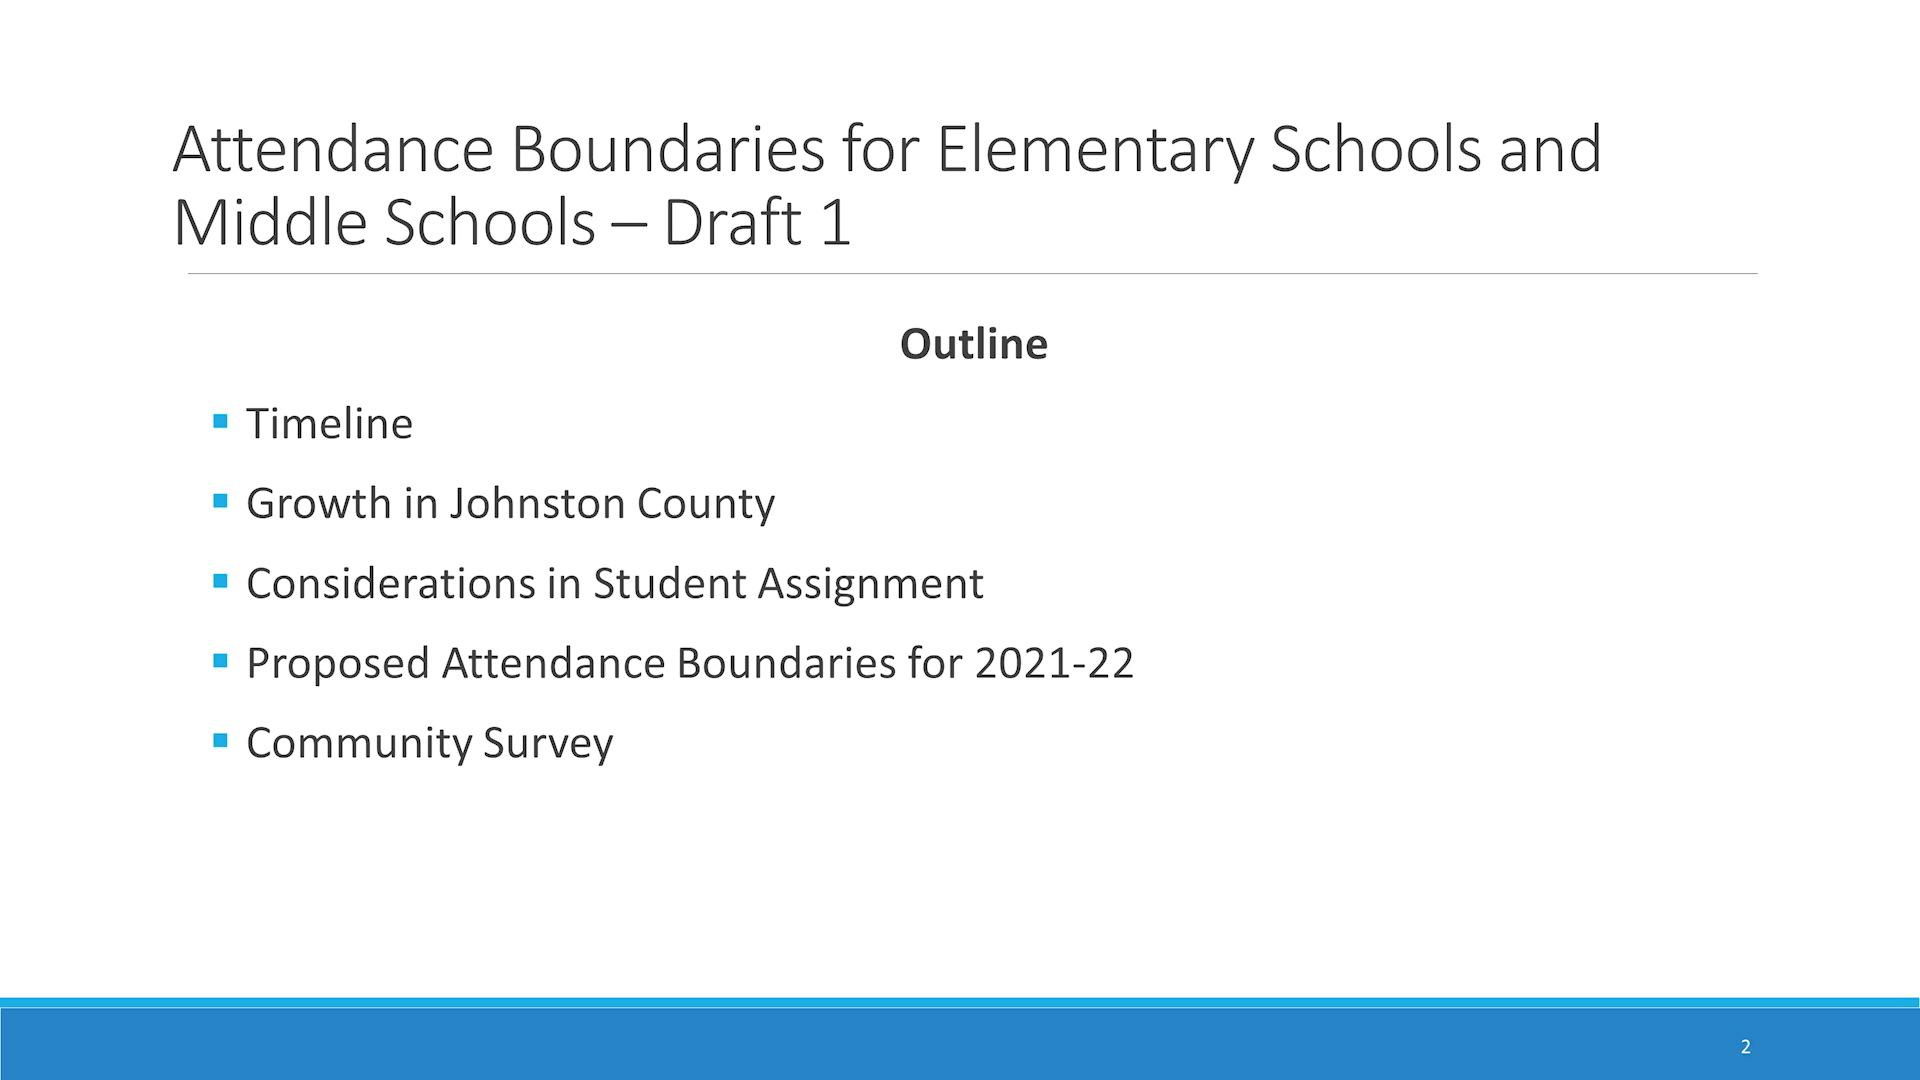 Attendance Boundaries for Elementary Schools and
Middle Schools – Draft 1
Outline
▪ Timeline
▪ Growth in Johnston County
▪ Considerations in Student Assignment
▪ Proposed Attendance Boundaries for 2021-22
▪ Community Survey
2